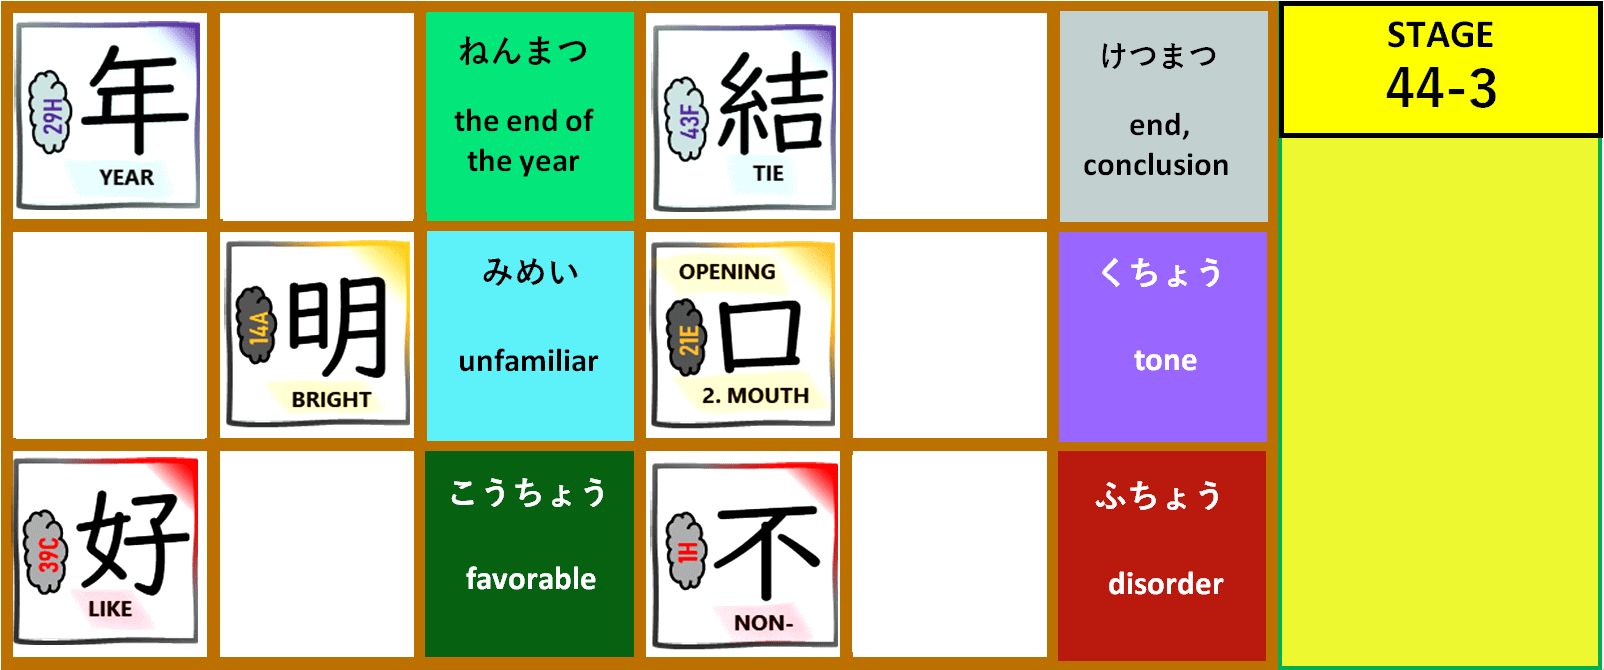 29H
年
YEAR
ねんまつ
the end of
the year
43F
結
TIE
けつまつ
end,
conclusion
STAGE
44-3
14A
明
BRIGHT
みめい
unfamiliar
OPENING
21E
口
2. MOUTH
くちょう
tone
39C
好
LIKE
こうちょう
favorable
1H
不
NON-
ふちょう
disorder